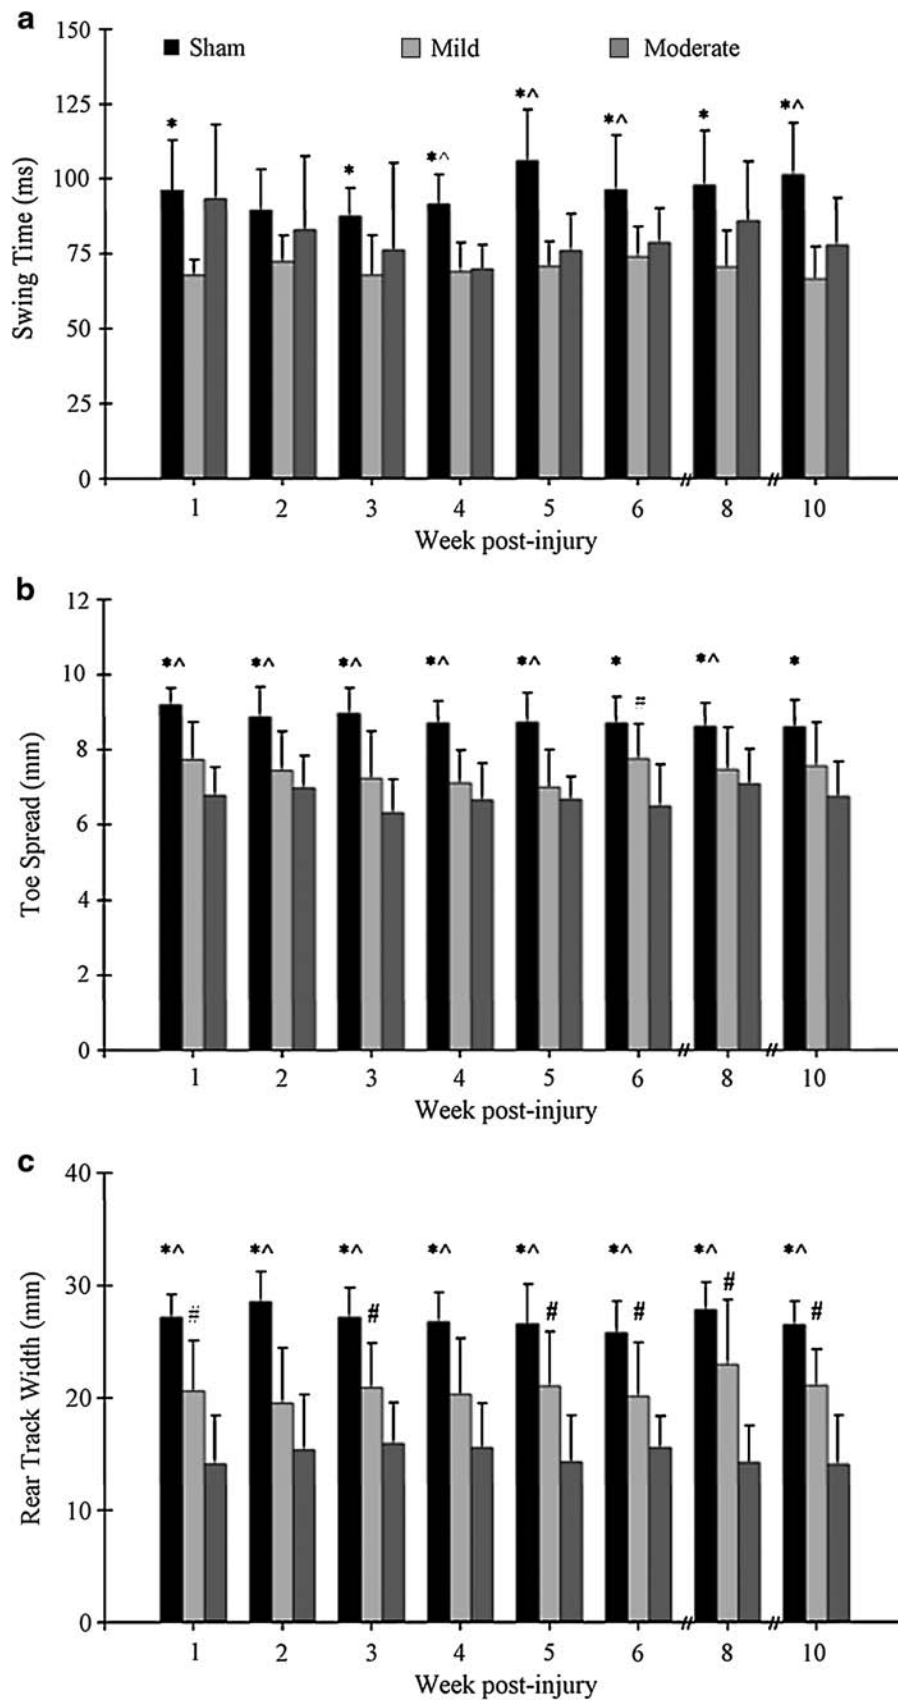 a
150
Sham Mild Moderate
125
100
75
50
25
0
Swing Time (ms)
* * *^ *^ *^ * *^
1 2 3 4 5 6 8 10
Week post-injury
b
12
10
8
6
4
2
0
Toe Spread (mm)
*^ *^ *^ *^ *^ * *^ *
#
1 2 3 4 5 6 8 10
Week post-injury
c
40
30
20
10
0
Rear Track Width (mm)
*^ *^ *^ *^ *^ *^ *^ *^
# # # # # #
1 2 3 4 5 6 8 10
Week post-injury